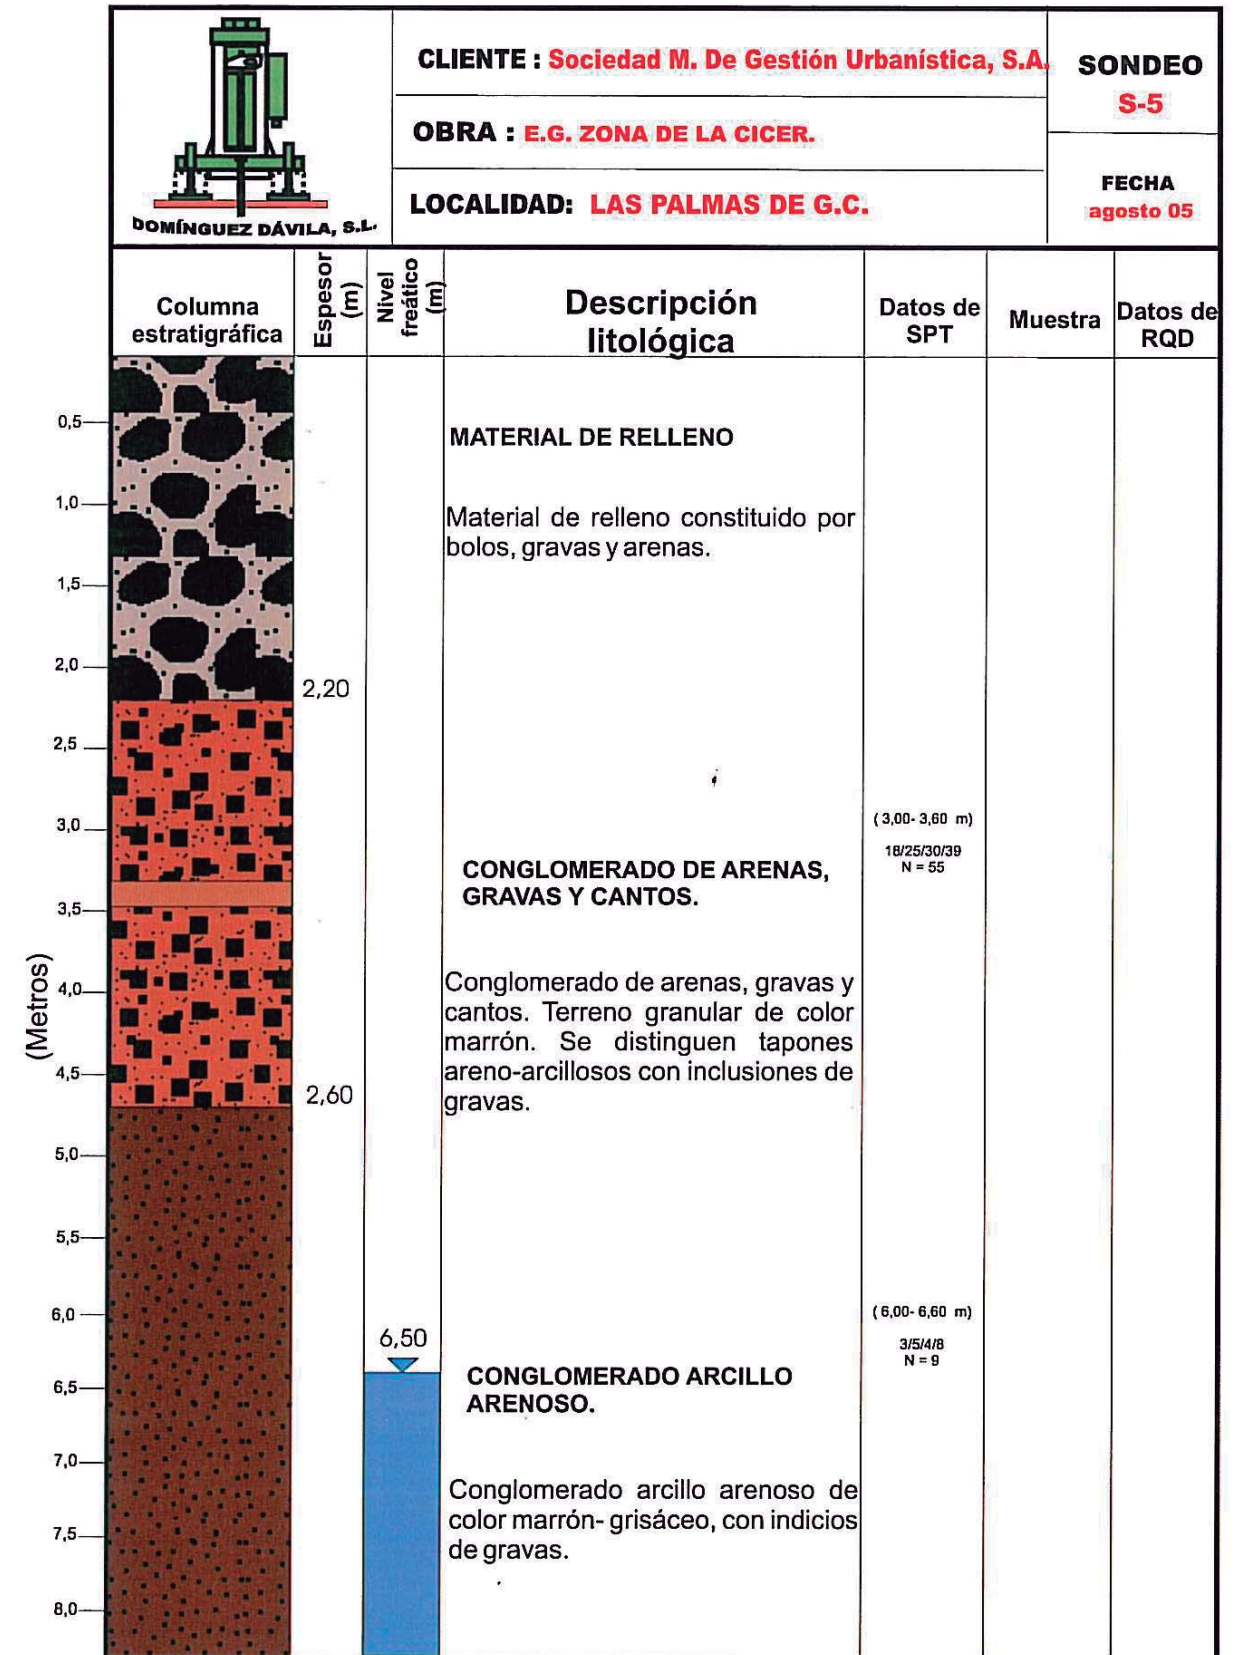 DOMÍNGUEZ DÁVILA, S.L.
CLIENTE : Sociedad M. De Gestión Urbanística, S.A.
OBRA : E.G. ZONA DE LA CICER.
LOCALIDAD: LAS PALMAS DE G.C.
SONDEO
S-5
FECHA
agosto 05
Columna
estratigráfica
Espesor
(m)
Nivel
freático
(m)
Descripción
litológica
Datos de
SPT
Muestra
Datos de
RQD
(Metros)
0,5
MATERIAL DE RELLENO
1,0
Material de relleno constituido por
bolos, gravas y arenas.
1,5
2,0
2,20
2,5
3,0
(3,00- 3,60 m)
18/25/30/39
N = 55
CONGLOMERADO DE ARENAS,
GRAVAS Y CANTOS.
3,5
4,0
Conglomerado de arenas, gravas y
cantos. Terreno granular de color
marrón. Se distinguen tapones
areno-arcillosos con inclusiones de
gravas.
4,5
2,60
5,0
5,5
6,0
(6,00- 6,60 m)
3/5/4/8
N = 9
6,50
CONGLOMERADO ARCILLO
ARENOSO.
6,5
7,0
Conglomerado arcillo arenoso de
color marrón- grisáceo, con indicios
de gravas.
7,5
8,0